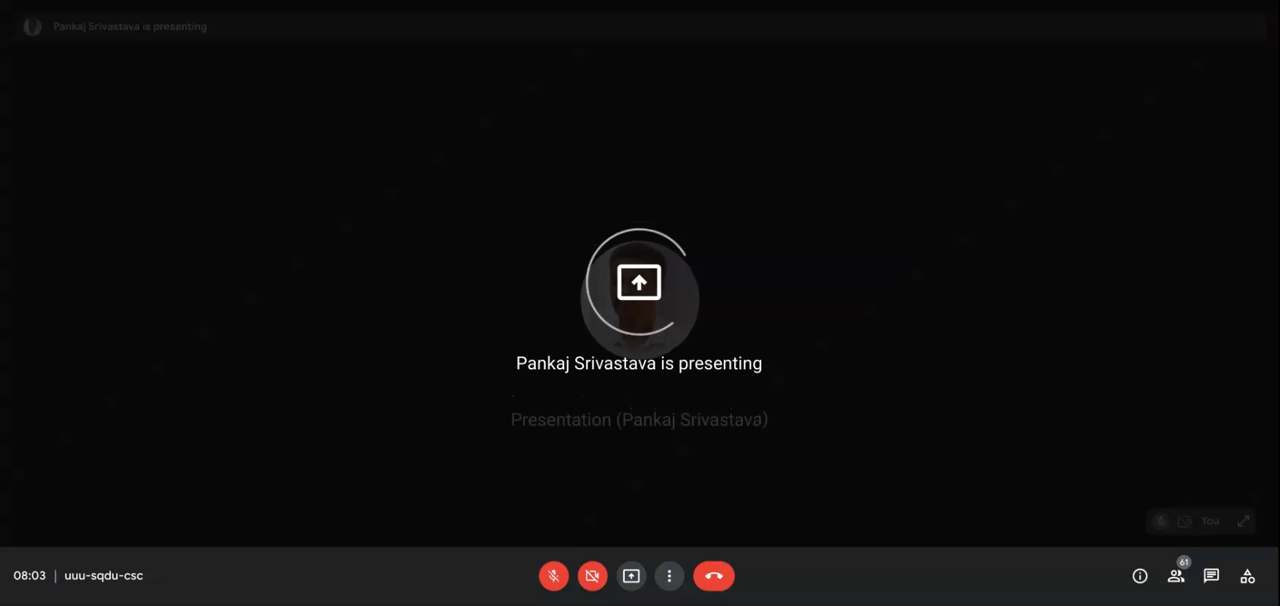 Pankaj Srivastava is presenting
Pankaj Srivastava is presenting
Presentation (Pankaj Srivastava)
You
08:03 | uuu-sqdu-csc
61